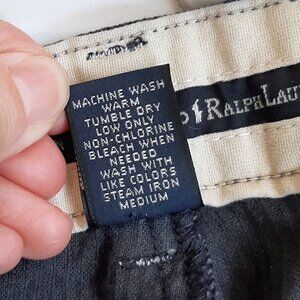 MACHINE WASH
WARM
TUMBLE DRY
LOW ONLY
NON-CHLORINE
BLEACH WHEN
NEEDED
WASH WITH
LIKE COLORS
STEAM IRON
MEDIUM
RALPH LAU